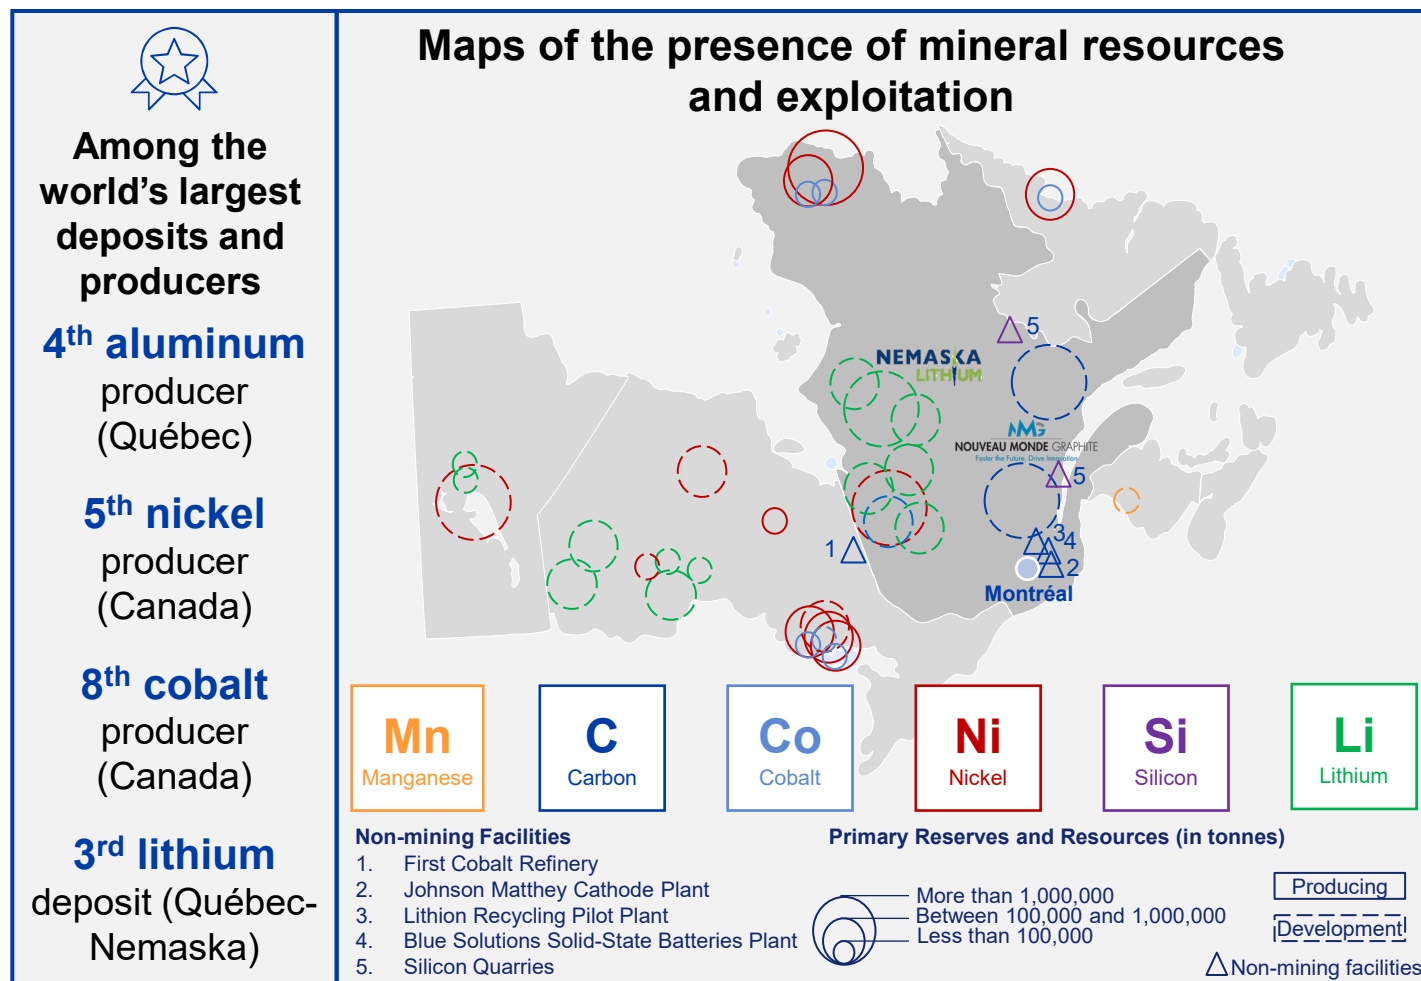 Among the
world’s largest
deposits and
producers
4th aluminum
producer
(Québec)
5th nickel
producer
(Canada)
8th cobalt
producer
(Canada)
3rd lithium
deposit (Québec-
Nemaska)
Maps of the presence of mineral resources
and exploitation
5
NEMASKA
LITHIUM
NMG
NOUVEAU MONDE GRAPHITE
Faster the Future, Drive Innovation
5
1
3
4
2
Montréal
Mn
Manganese
C
Carbon
Co
Cobalt
Ni
Nickel
Si
Silicon
Li
Lithium
Non-mining Facilities
1. First Cobalt Refinery
2. Johnson Matthey Cathode Plant
3. Lithion Recycling Pilot Plant
4. Blue Solutions Solid-State Batteries Plant
5. Silicon Quarries
Primary Reserves and Resources (in tonnes)
More than 1,000,000
Between 100,000 and 1,000,000
Less than 100,000
Producing
Development
Non-mining facilities